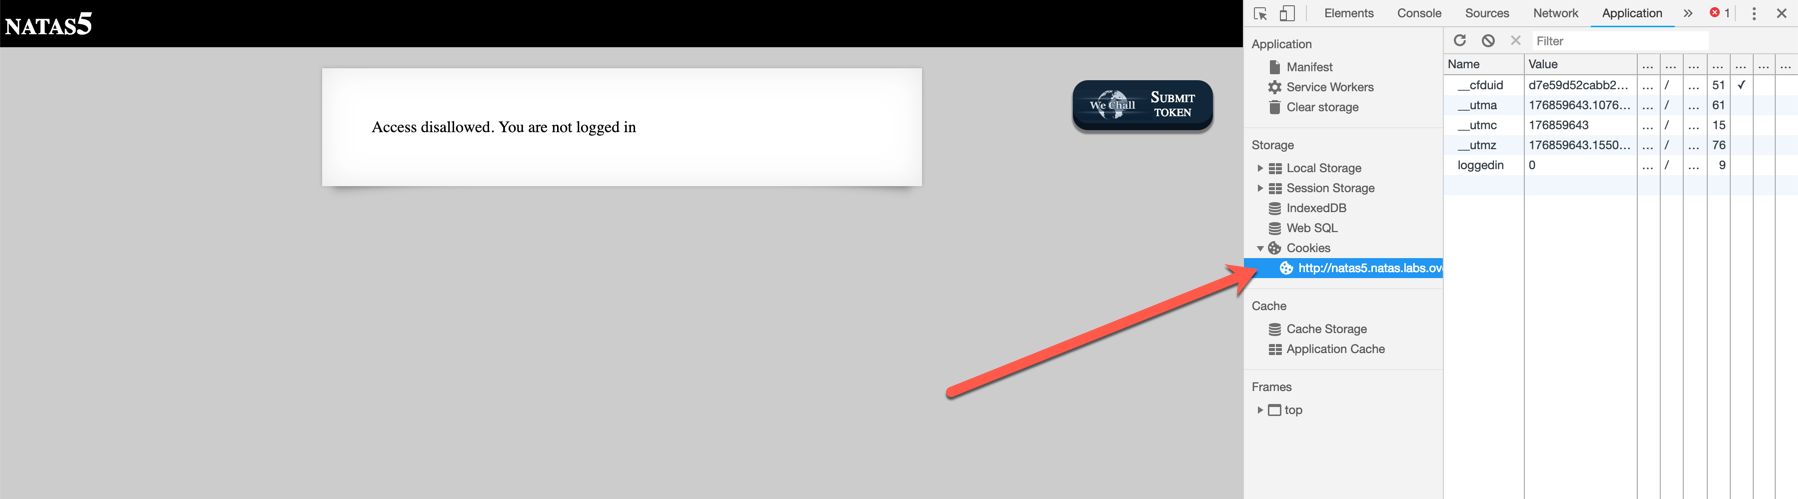 NATAS5
Access disallowed. You are not logged in
We Chall
SUBMIT
TOKEN
Elements Console Sources Network Application » 1
Application
Manifest
Service Workers
Clear storage
Storage
Local Storage
Session Storage
IndexedDB
Web SQL
Cookies
http://natas5.natas.labs.ov
Cache
Cache Storage
Application Cache
Frames
top
Filter
Name Value ... ... ... ... ... ... ...
__cfduid d7e59d52cabb2... ... / ... 51 ✓
__utma 176859643.1076... ... / ... 61
__utmc 176859643 ... / ... 15
__utmz 176859643.1550... ... / ... 76
loggedin 0 ... / ... 9